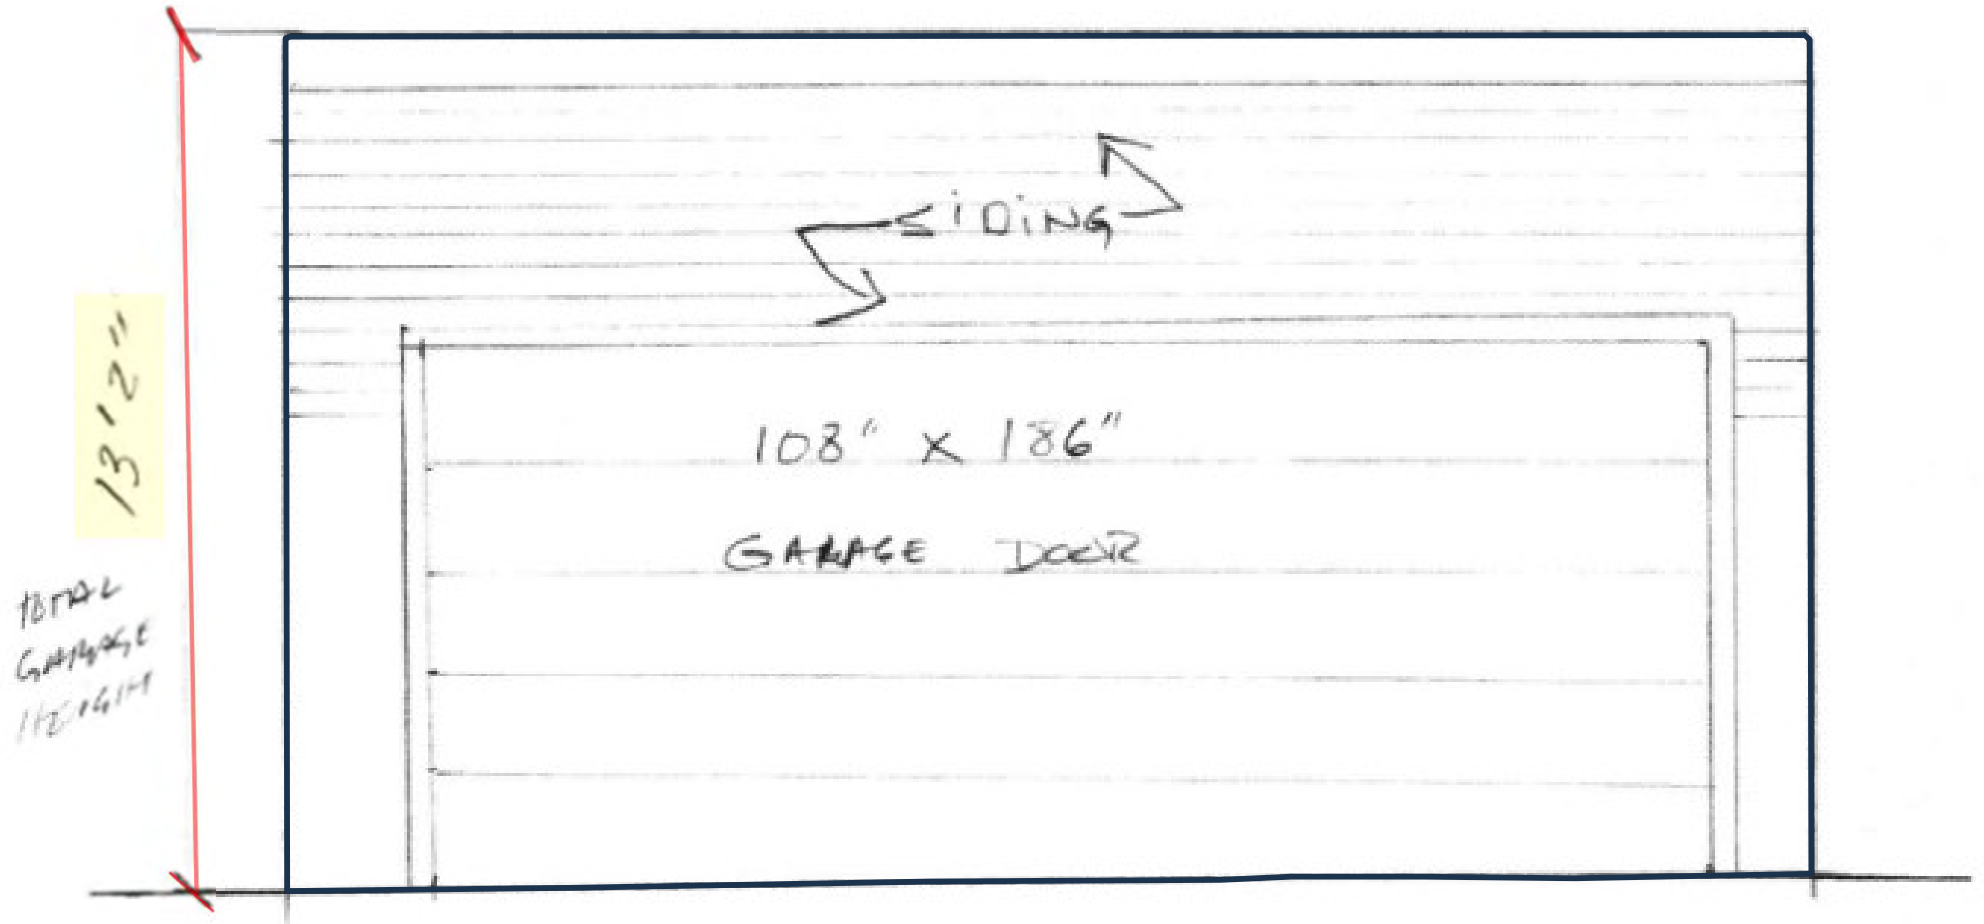 SIDING
13'2"
108" X 186"
GARAGE DOOR
TOTAL
GARAGE
HEIGHT